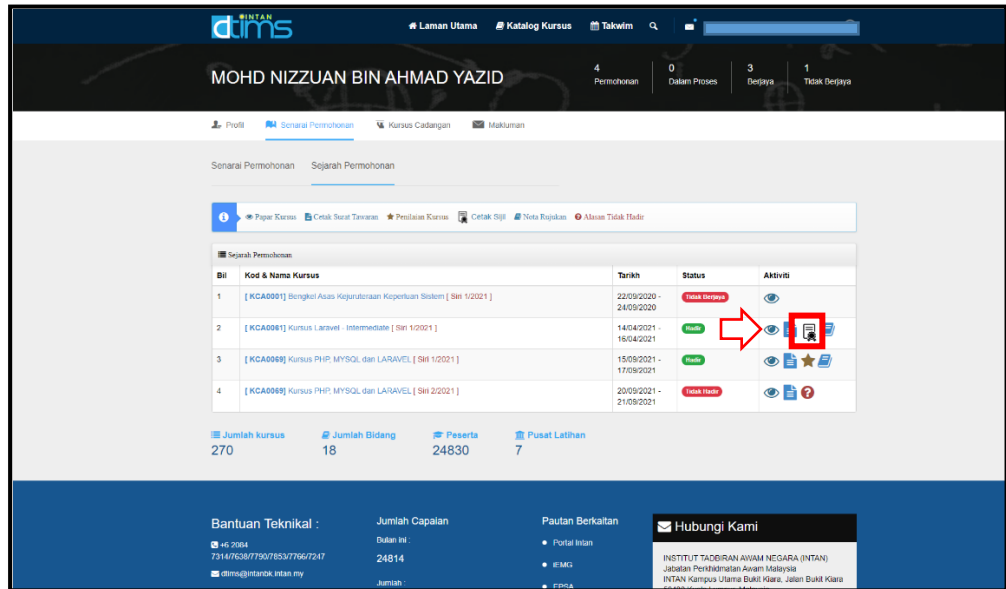 INTAN
dtims
Laman Utama Katalog Kursus Takwim
MOHD NIZZUAN BIN AHMAD YAZID
4 0 3 1
Permohonan Dalam Proses Berjaya Tidak Berjaya
Profil Senarai Permohonan Kursus Cadangan Makluman
Senarai Permohonan Sejarah Permohonan
Papar Kursus Cetak Surat Tawaran Penilaian Kursus Cetak Sijil Nota Rujukan Alasan Tidak Hadir
Sejarah Permohonan
Bil Kod & Nama Kursus Tarikh Status Aktiviti
1 [ KCA0001] Bengkel Asas Kejuruteraan Keperluan Sistem [ Siri 1/2021 ] 22/09/2020 - Tidak Berjaya
24/09/2020
2 [ KCA0061] Kursus Laravel - Intermediate [ Siri 1/2021 ] 14/04/2021 - Hadir
16/04/2021
3 [ KCA0069] Kursus PHP, MYSQL dan LARAVEL [ Siri 1/2021 ] 15/09/2021 - Hadir
17/09/2021
4 [ KCA0069] Kursus PHP, MYSQL dan LARAVEL [ Siri 2/2021 ] 20/09/2021 - Tidak Hadir
21/09/2021
Jumlah kursus Jumlah Bidang Peserta Pusat Latihan
270 18 24830 7
Bantuan Teknikal : Jumlah Capaian Pautan Berkaitan Hubungi Kami
+6 2084 Bulan ini : Portal Intan
7314/7638/7790/7853/7766/7247 24814 IEMG INSTITUT TADBIRAN AWAM NEGARA (INTAN)
Jabatan Perkhidmatan Awam Malaysia
dtims@intanbk.intan.my Jumlah : EPSA INTAN Kampus Utama Bukit Kiara, Jalan Bukit Kiara